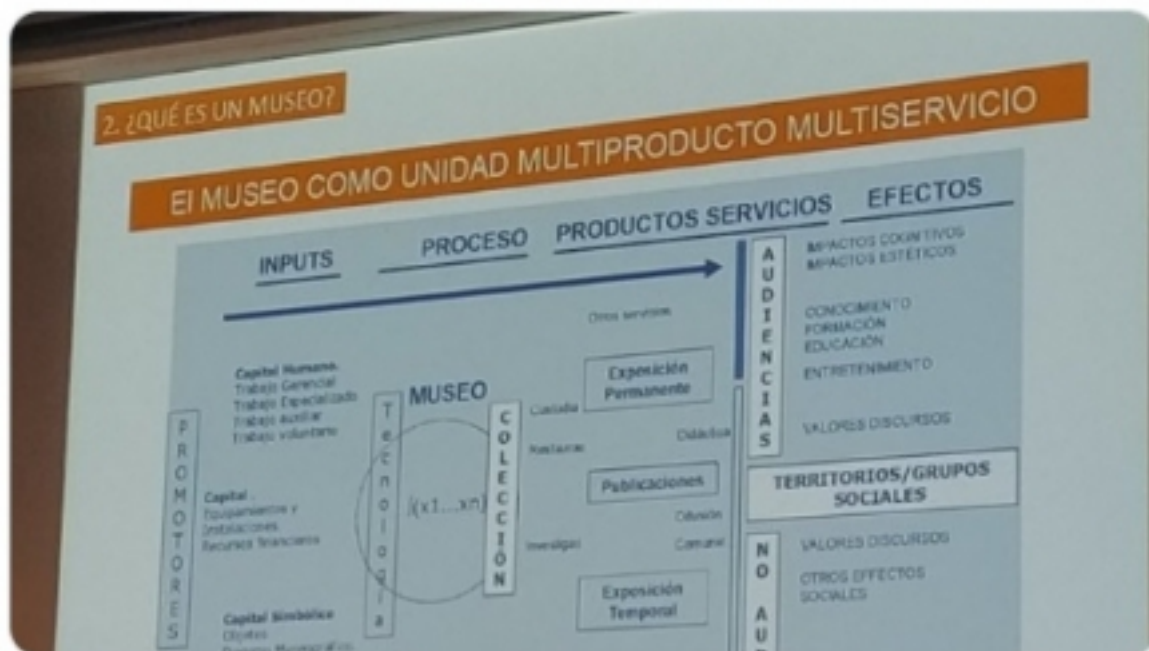 2. ¿QUÉ ES UN MUSEO?
El MUSEO COMO UNIDAD MULTIPRODUCTO MULTISERVICIO
INPUTS
PROCESO
PRODUCTOS SERVICIOS
EFECTOS
PROMOTORES
Capital Humano.
Trabajo Gerencial
Trabajo Especializado
Trabajo auxiliar
Trabajo voluntario
Capital .
Equipamientos y
Instalaciones
Recursos financieros
Capital Simbólico
Objetos
Tecnología
MUSEO
(x1...xn)
COLECCIÓN
Otros servicios
Custodia
Restaurar
Investigar
Exposición
Permanente
Didáctica
Publicaciones
Difusión
Exposición
Temporal
AUDIENCIAS
IMPACTOS COGNITIVOS
IMPACTOS ESTÉTICOS
CONOCIMIENTO
FORMACIÓN
EDUCACIÓN
ENTRETENIMIENTO
VALORES DISCURSOS
TERRITORIOS/GRUPOS
SOCIALES
NO AU
VALORES DISCURSOS
OTROS EFFECTOS
SOCIALES